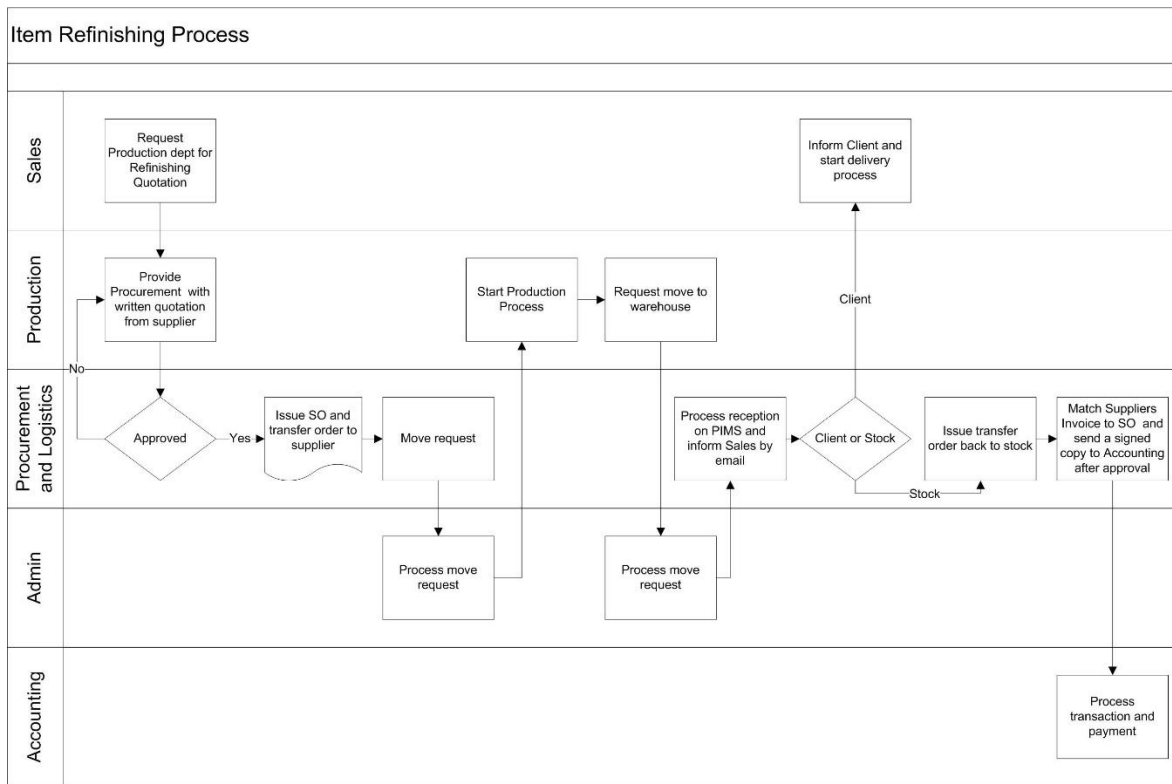 Item Refinishing Process
Sales
Request
Production dept for
Refinishing
Quotation
Inform Client and
start delivery
process
Production
Provide
Procurement with
written quotation
from supplier
Start Production
Process
Request move to
warehouse
Client
No
Procurement
and Logistics
Approved
Yes
Issue SO and
transfer order to
supplier
Move request
Process reception
on PIMS and
inform Sales by
email
Client or Stock
Stock
Issue transfer
order back to stock
Match Suppliers
Invoice to SO and
send a signed
copy to Accounting
after approval
Admin
Process move
request
Process move
request
Accounting
Process
transaction and
payment